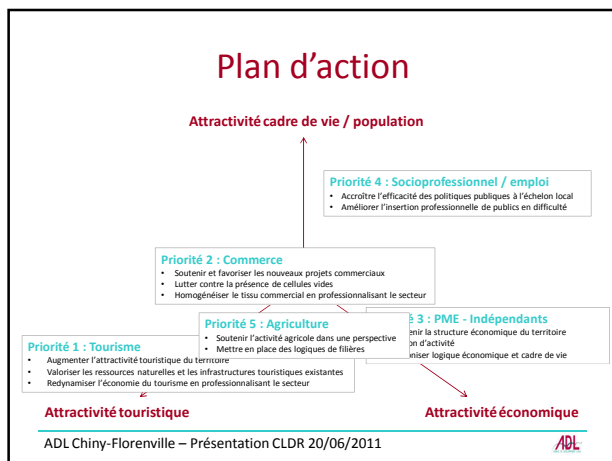 Plan d'action
Attractivité cadre de vie / population
Priorité 4 : Socioprofessionnel / emploi
• Accroître l'efficacité des politiques publiques à l'échelon local
• Améliorer l'insertion professionnelle de publics en difficulté
Priorité 2 : Commerce
• Soutenir et favoriser les nouveaux projets commerciaux
• Lutter contre la présence de cellules vides
• Homogénéiser le tissu commercial en professionnalisant le secteur
Priorité 5 : Agriculture
• Soutenir l'activité agricole dans une perspective
• Mettre en place des logiques de filières
3 : PME - Indépendants
la structure économique du territoire
d'activité
logique économique et cadre de vie
Priorité 1 : Tourisme
• Augmenter l'attractivité touristique du territoire
• Valoriser les ressources naturelles et les infrastructures touristiques existantes
• Redynamiser l'économie du tourisme en professionnalisant le secteur
Attractivité touristique
Attractivité économique
ADL Chiny-Florenville – Présentation CLDR 20/06/2011
ADL